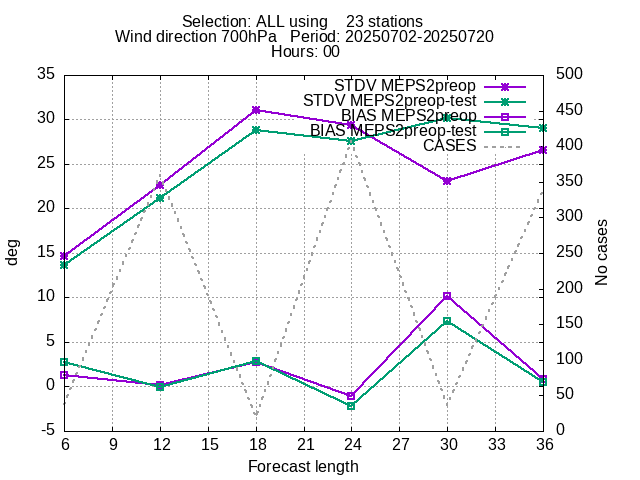 Selection: ALL using    23 stations
Wind direction 700hPa   Period: 20250702-20250720
Hours: 00
STDV MEPS2preop
STDV MEPS2preop-test
BIAS MEPS2preop
BIAS MEPS2preop-test
CASES
35
30
25
20
15
10
5
0
-5
deg
500
450
400
350
300
250
200
150
100
50
0
No cases
6 9 12 15 18 21 24 27 30 33 36
Forecast length